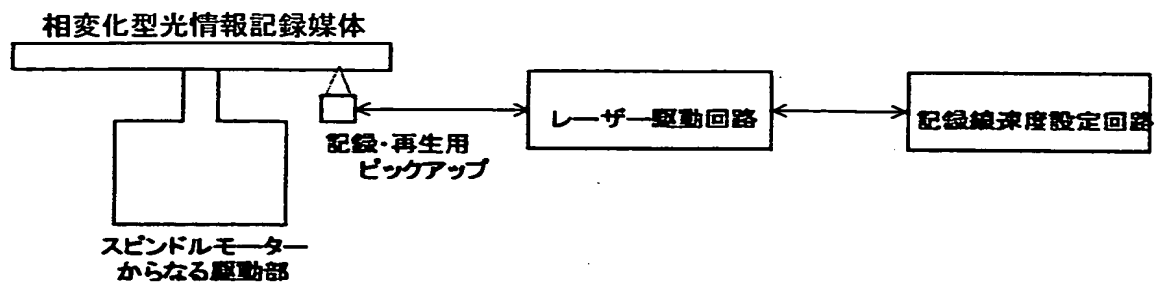 相変化型光情報記録媒体
レーザー駆動回路
記録線速度設定回路
記録・再生用
ピックアップ
スピンドルモーター
からなる駆動部